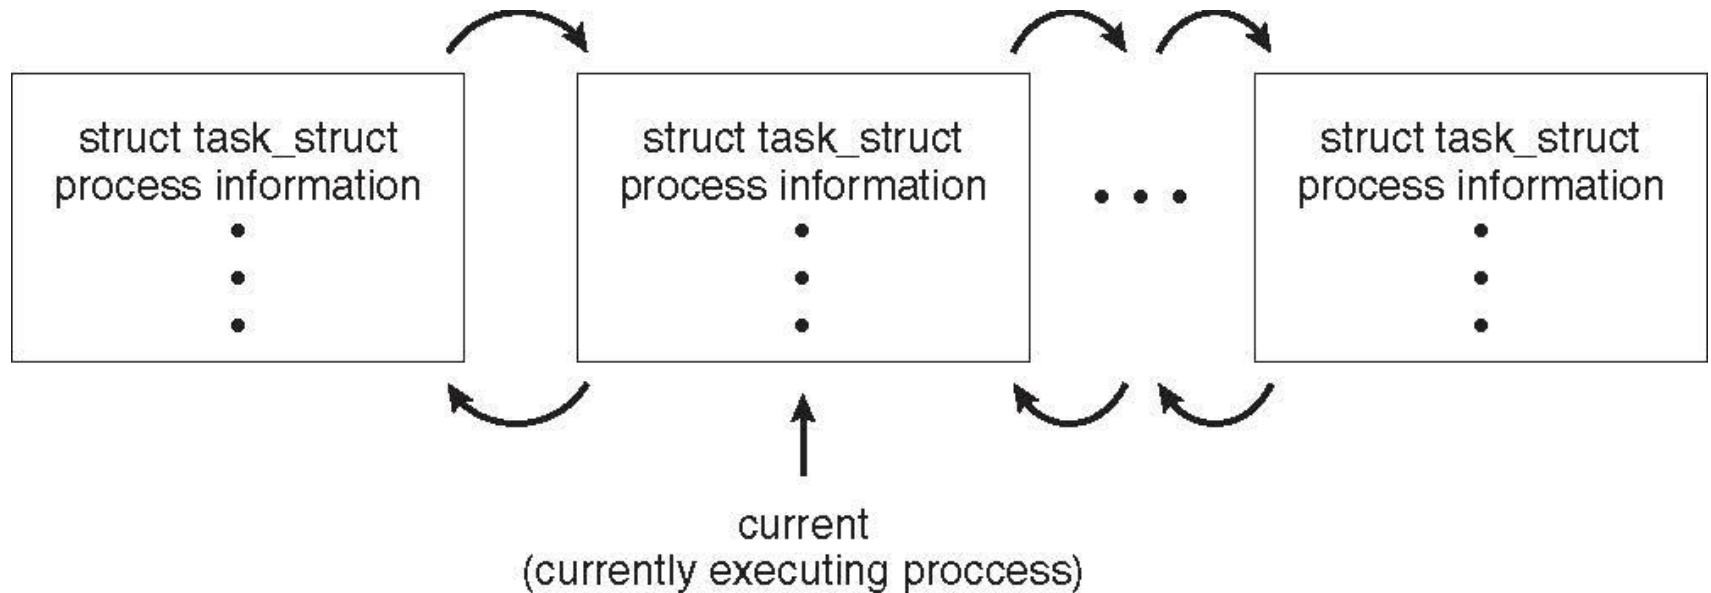 struct task_struct
process information
struct task_struct
process information
struct task_struct
process information
current
(currently executing proccess)